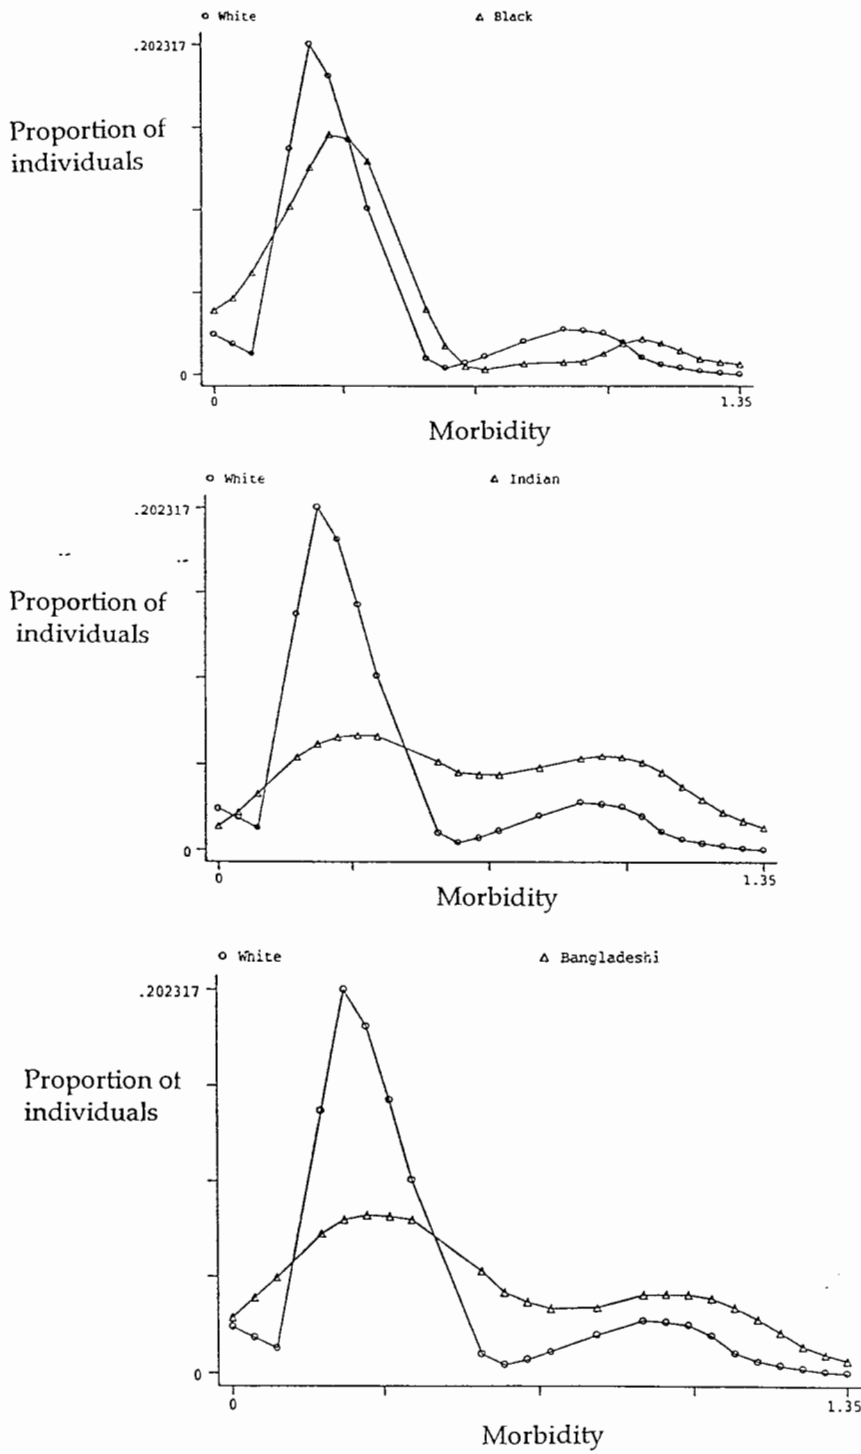 White Black
.202317
Proportion of
individuals
0
0 1.35
Morbidity
White Indian
.202317
Proportion of
individuals
0
0 1.35
Morbidity
White Bangladeshi
.202317
Proportion of
individuals
0
0 1.35
Morbidity